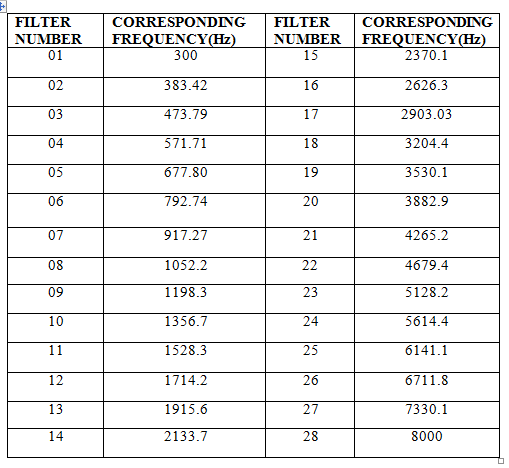 FILTER NUMBER CORRESPONDING FREQUENCY(Hz) FILTER NUMBER CORRESPONDING FREQUENCY(Hz)
01 300 15 2370.1
02 383.42 16 2626.3
03 473.79 17 2903.03
04 571.71 18 3204.4
05 677.80 19 3530.1
06 792.74 20 3882.9
07 917.27 21 4265.2
08 1052.2 22 4679.4
09 1198.3 23 5128.2
10 1356.7 24 5614.4
11 1528.3 25 6141.1
12 1714.2 26 6711.8
13 1915.6 27 7330.1
14 2133.7 28 8000